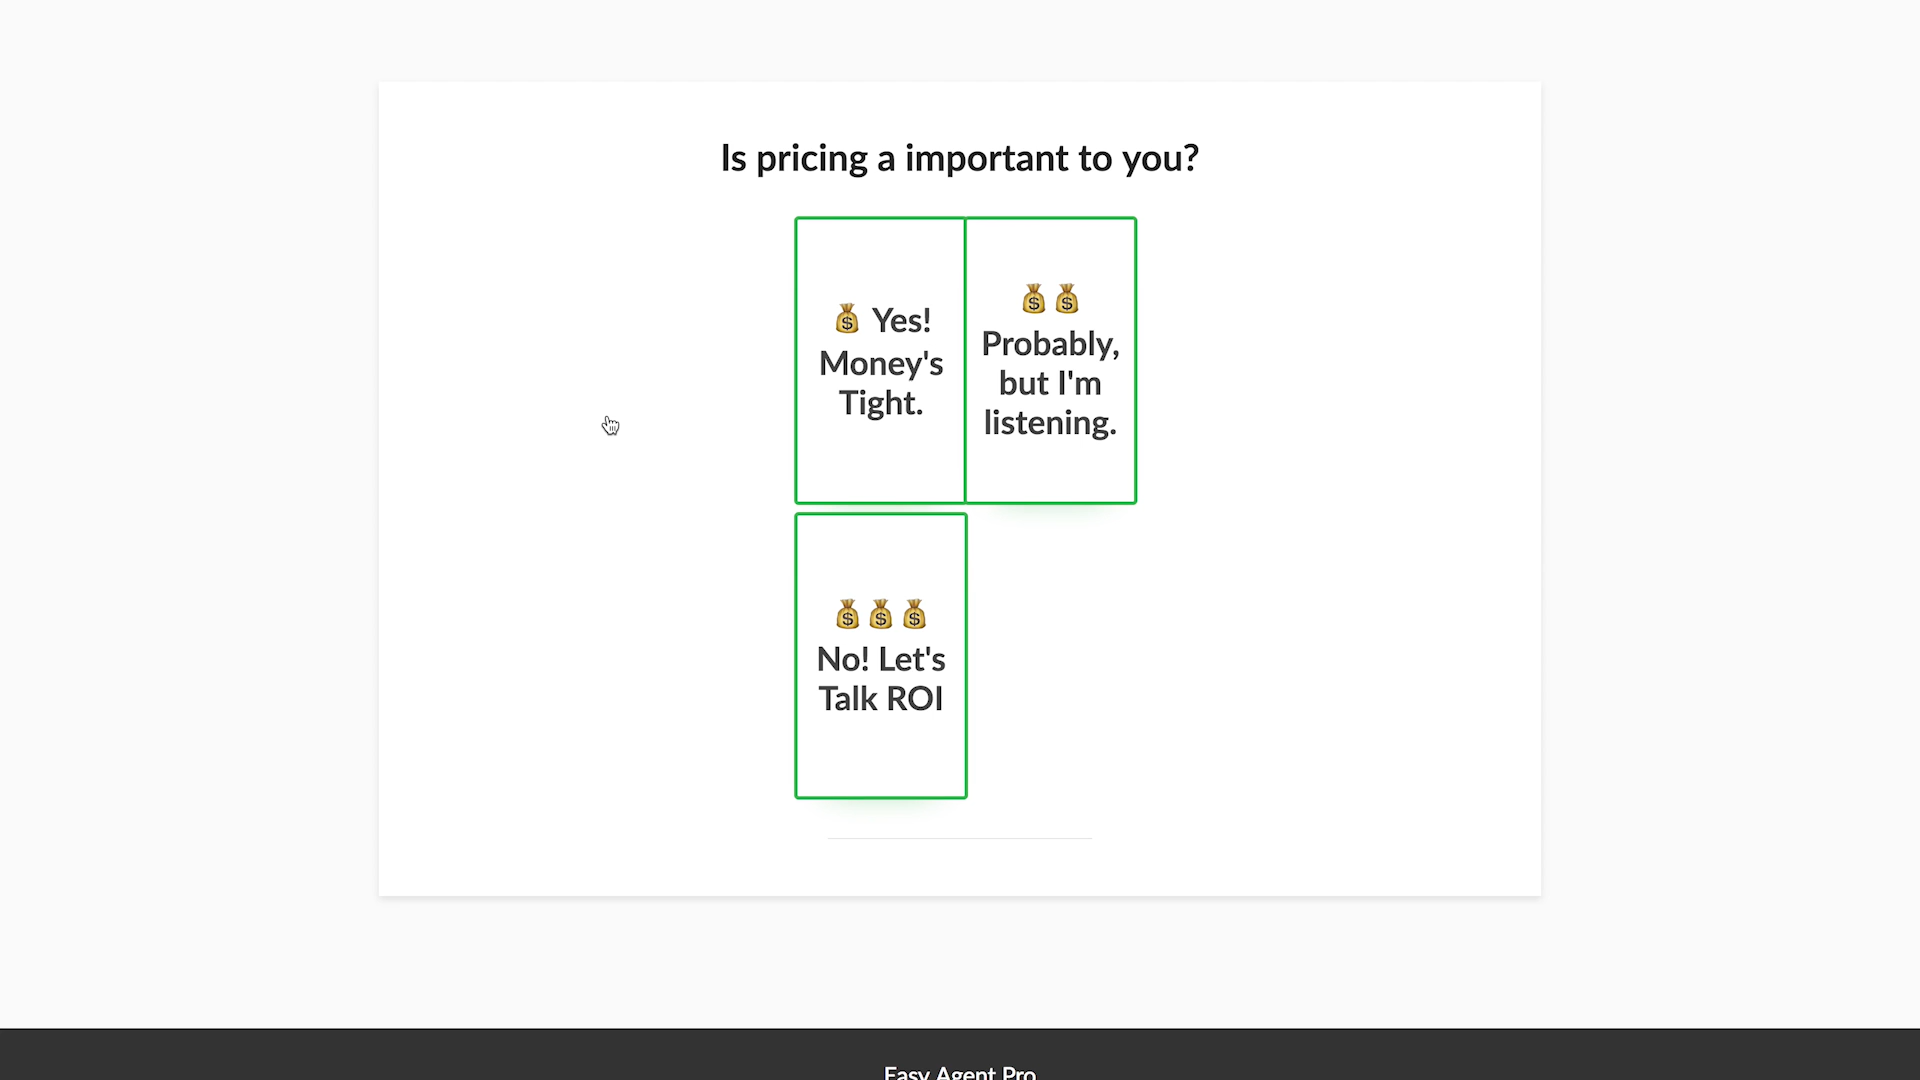 Is pricing a important to you?
💰 Yes!
Money's
Tight.
💰💰
Probably,
but I'm
listening.
💰💰💰
No! Let's
Talk ROI
Easy Agent Pro